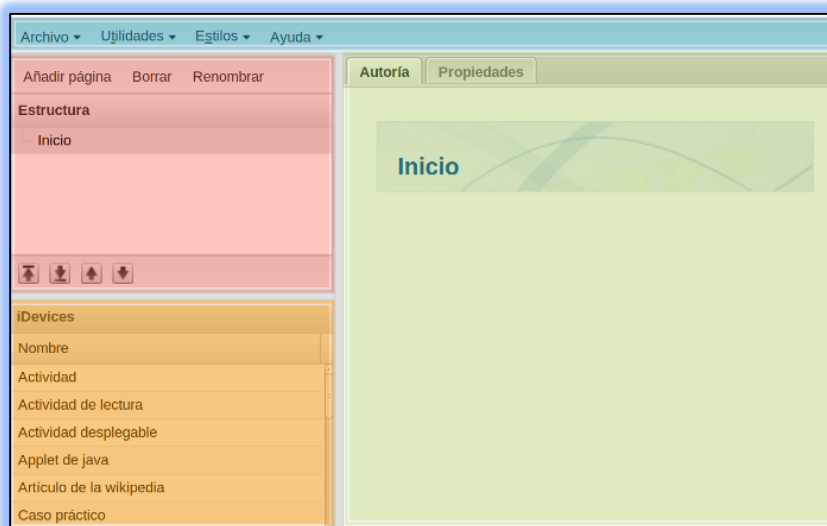 Archivo Utilidades Estilos Ayuda
Añadir página Borrar Renombrar
Estructura
Inicio
iDevices
Nombre
Actividad
Actividad de lectura
Actividad desplegable
Applet de java
Artículo de la wikipedia
Caso práctico
Autoría Propiedades
Inicio